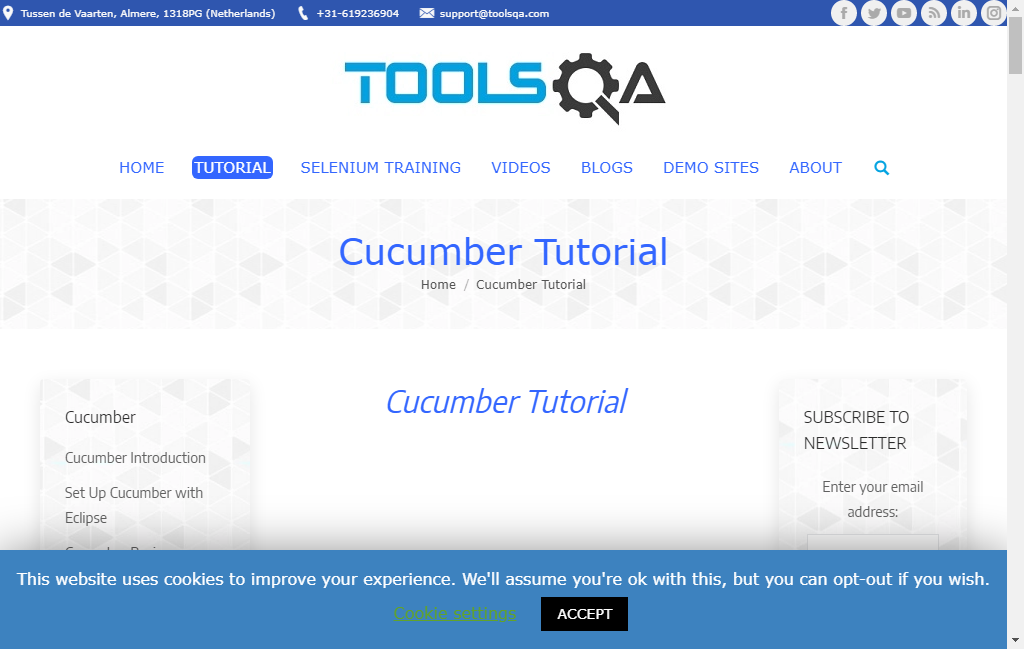 Tussen de Vaarten, Almere, 1318PG (Netherlands) +31-619236904 support@toolsqa.com
TOOLSQA
HOME TUTORIAL SELENIUM TRAINING VIDEOS BLOGS DEMO SITES ABOUT
Cucumber Tutorial
Home / Cucumber Tutorial
Cucumber
Cucumber Introduction
Set Up Cucumber with
Eclipse
Cucumber Tutorial
SUBSCRIBE TO
NEWSLETTER
Enter your email
address:
This website uses cookies to improve your experience. We'll assume you're ok with this, but you can opt-out if you wish.
Cookie settings ACCEPT